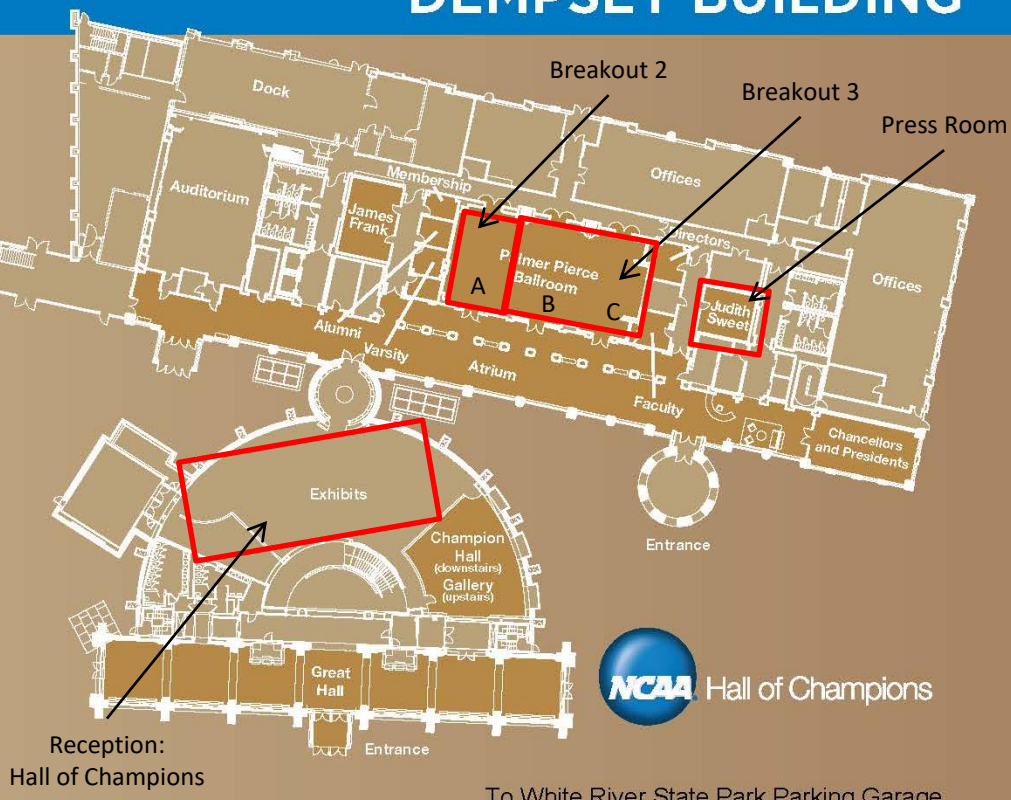 DEMPSEY BUILDING
Breakout 2
Breakout 3
Press Room
Dock
Auditorium
Membership
James
Frank
Offices
Directors
Offices
Palmer Pierce
Ballroom
A
B
C
Judith
Sweet
Alumni
Varsity
Atrium
Faculty
Chancellors
and Presidents
Exhibits
Entrance
Champion
Hall
(downstairs)
Gallery
(upstairs)
Great
Hall
NCAA Hall of Champions
Entrance
Reception:
Hall of Champions
To White River State Park Parking Garage